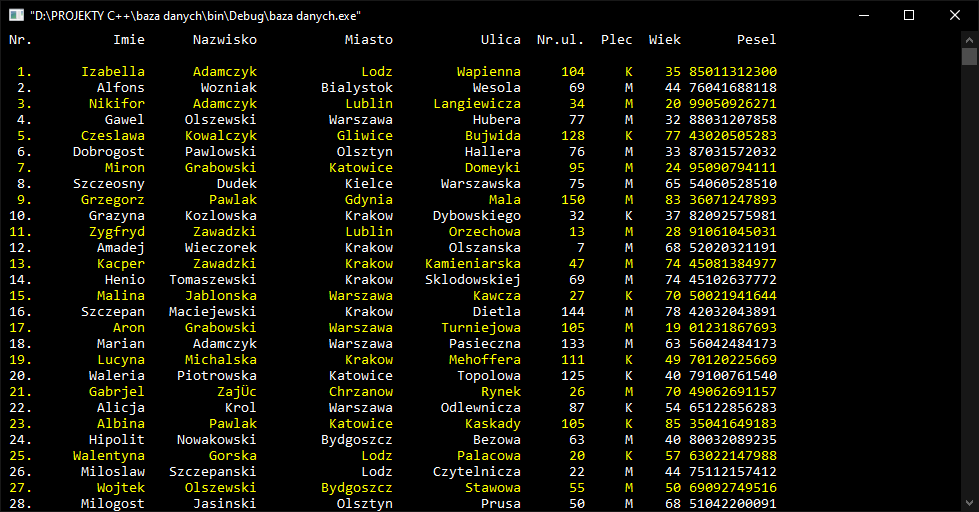 "D:\PROJEKTY C++\baza danych\bin\Debug\baza danych.exe"
Nr. Imie Nazwisko Miasto Ulica Nr.ul. Plec Wiek Pesel
1. Izabella Adamczyk Lodz Wapienna 104 K 35 85011312300
2. Alfons Wozniak Bialystok Wesola 69 M 44 76041688118
3. Nikifor Adamczyk Lublin Langiewicza 34 M 20 99050926271
4. Gawel Olszewski Warszawa Hubera 77 M 32 88031207858
5. Czeslawa Kowalczyk Gliwice Bujwida 128 K 77 43020505283
6. Dobrogost Pawlowski Olsztyn Hallera 76 M 33 87031572032
7. Miron Grabowski Katowice Domeyki 95 M 24 95090794111
8. Szczeosny Dudek Kielce Warszawska 75 M 65 54060528510
9. Grzegorz Pawlak Gdynia Mala 150 M 83 36071247893
10. Grazyna Kozlowska Krakow Dybowskiego 32 K 37 82092575981
11. Zygfryd Zawadzki Lublin Orzechowa 13 M 28 91061045031
12. Amadej Wieczorek Krakow Olszanska 7 M 68 52020321191
13. Kacper Zawadzki Krakow Kamieniarska 47 M 74 45081384977
14. Henio Tomaszewski Krakow Sklodowskiej 69 M 74 45102637772
15. Malina Jablonska Warszawa Kawcza 27 K 70 50021941644
16. Szczepan Maciejewski Krakow Dietla 144 M 78 42032043891
17. Aron Grabowski Warszawa Turniejowa 105 M 19 01231867693
18. Marian Adamczyk Warszawa Pasieczna 133 M 63 56042484173
19. Lucyna Michalska Krakow Mehoffera 111 K 49 70120225669
20. Waleria Piotrowska Katowice Topolowa 125 K 40 79100761540
21. Gabrjel ZajÜc Chrzanow Rynek 26 M 70 49062691157
22. Alicja Krol Warszawa Odlewnicza 87 K 54 65122856283
23. Albina Pawlak Katowice Kaskady 105 K 85 35041649183
24. Hipolit Nowakowski Bydgoszcz Bezowa 63 M 40 80032089235
25. Walentyna Gorska Lodz Palacowa 20 K 57 63022147988
26. Miloslaw Szczepanski Lodz Czytelnicza 22 M 44 75112157412
27. Wojtek Olszewski Bydgoszcz Stawowa 55 M 50 69092749516
28. Milogost Jasinski Olsztyn Prusa 50 M 68 51042200091